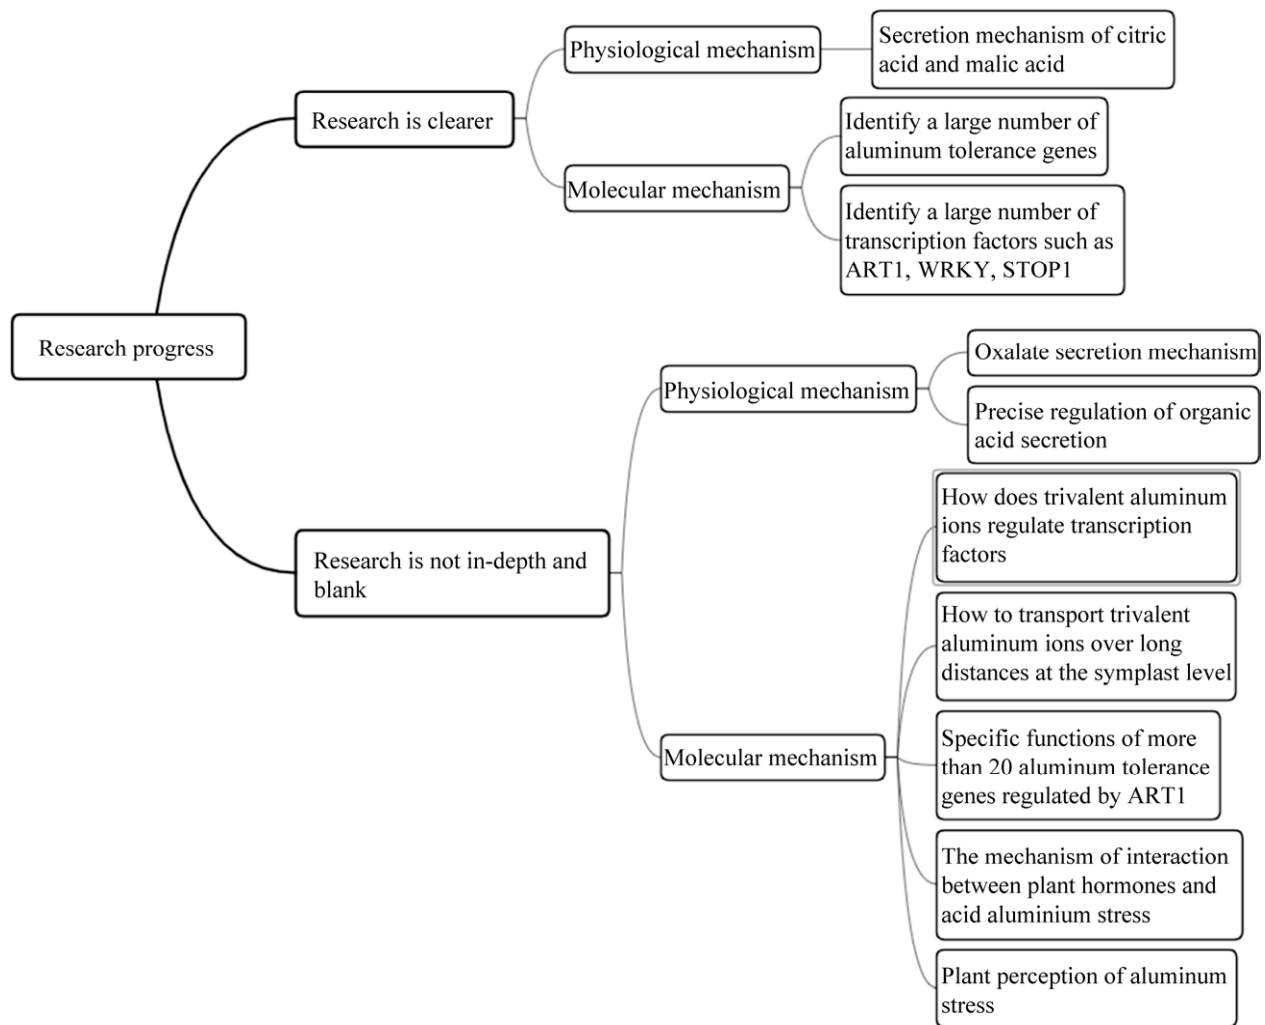 Research progress
Research is clearer
Physiological mechanism
Secretion mechanism of citric
acid and malic acid
Molecular mechanism
Identify a large number of
aluminum tolerance genes
Identify a large number of
transcription factors such as
ART1, WRKY, STOP1
Research is not in-depth and
blank
Physiological mechanism
Oxalate secretion mechanism
Precise regulation of organic
acid secretion
Molecular mechanism
How does trivalent aluminum
ions regulate transcription
factors
How to transport trivalent
aluminum ions over long
distances at the symplast level
Specific functions of more
than 20 aluminum tolerance
genes regulated by ART1
The mechanism of interaction
between plant hormones and
acid aluminium stress
Plant perception of aluminum
stress